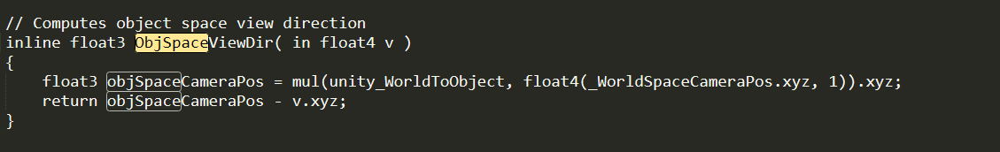 // Computes object space view direction
inline float3 ObjSpaceViewDir( in float4 v )
{
    float3 objSpaceCameraPos = mul(unity_WorldToObject, float4(_WorldSpaceCameraPos.xyz, 1)).xyz;
    return objSpaceCameraPos - v.xyz;
}